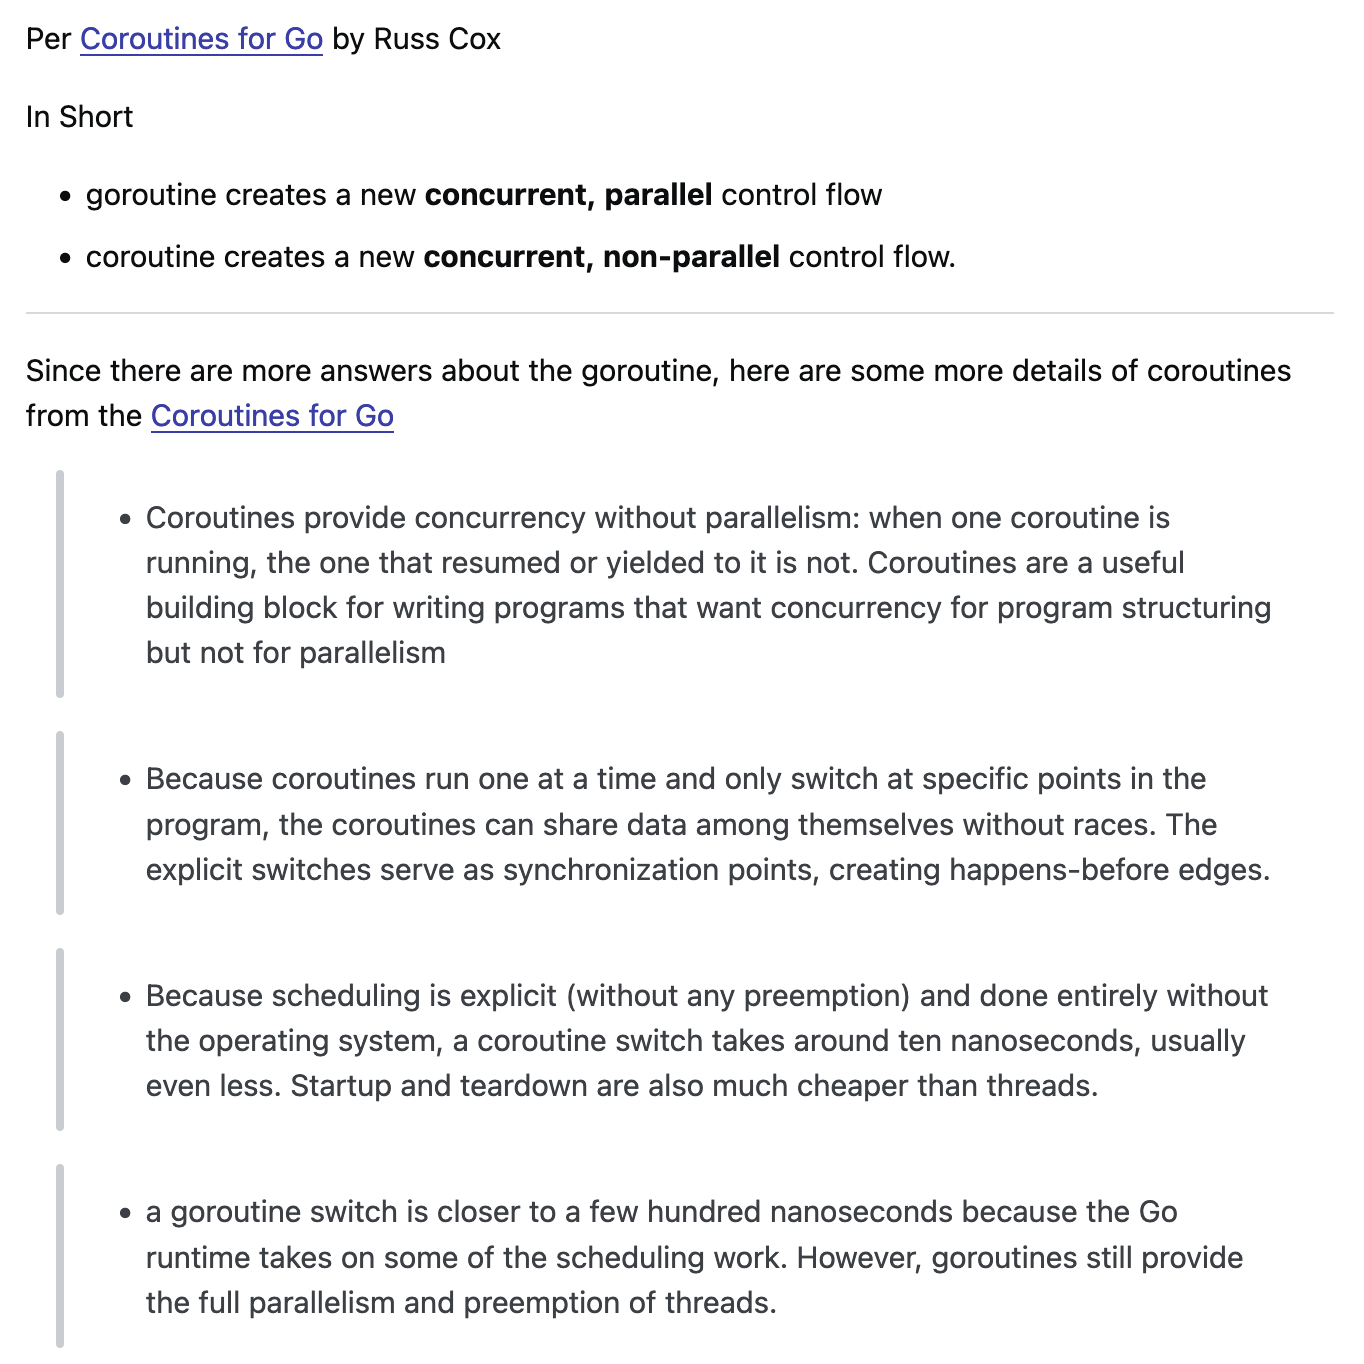 Per Coroutines for Go by Russ Cox
In Short
• goroutine creates a new concurrent, parallel control flow
• coroutine creates a new concurrent, non-parallel control flow.
Since there are more answers about the goroutine, here are some more details of coroutines
from the Coroutines for Go
• Coroutines provide concurrency without parallelism: when one coroutine is
running, the one that resumed or yielded to it is not. Coroutines are a useful
building block for writing programs that want concurrency for program structuring
but not for parallelism
• Because coroutines run one at a time and only switch at specific points in the
program, the coroutines can share data among themselves without races. The
explicit switches serve as synchronization points, creating happens-before edges.
• Because scheduling is explicit (without any preemption) and done entirely without
the operating system, a coroutine switch takes around ten nanoseconds, usually
even less. Startup and teardown are also much cheaper than threads.
• a goroutine switch is closer to a few hundred nanoseconds because the Go
runtime takes on some of the scheduling work. However, goroutines still provide
the full parallelism and preemption of threads.